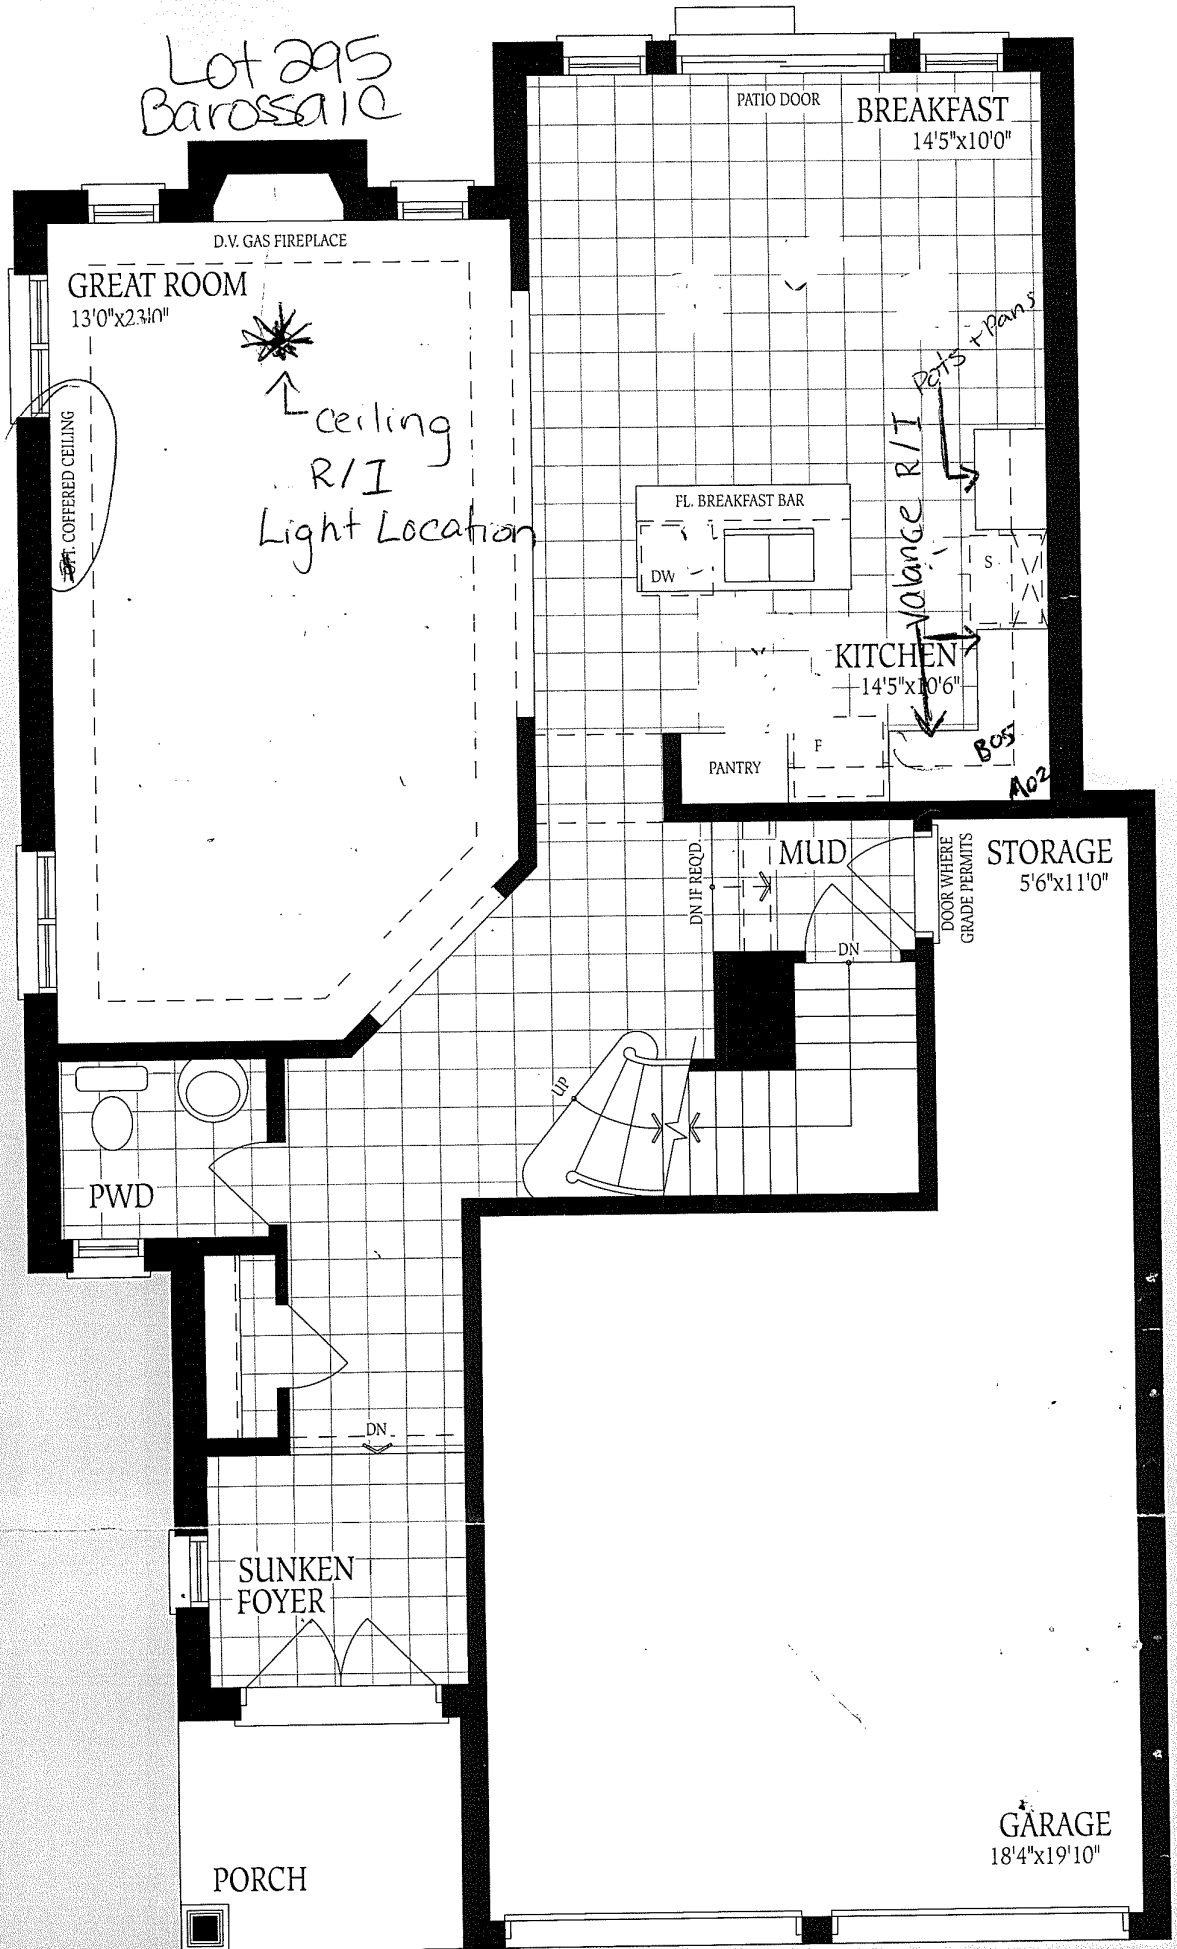 Lot 295
Barossa 1C
PATIO DOOR
BREAKFAST
14'5"x10'0"
D.V. GAS FIREPLACE
GREAT ROOM
13'0"x23'0"
ceiling
R/I
Light Location
COFFERED CEILING
Pots + Pans
Valance R/I
FL. BREAKFAST BAR
DW
S
KITCHEN
14'5"x10'6"
F
PANTRY
B05
A02
MUD
DN IF REQ'D.
DN
DOOR WHERE
GRADE PERMITS
STORAGE
5'6"x11'0"
UP
PWD
DN
SUNKEN
FOYER
GARAGE
18'4"x19'10"
PORCH